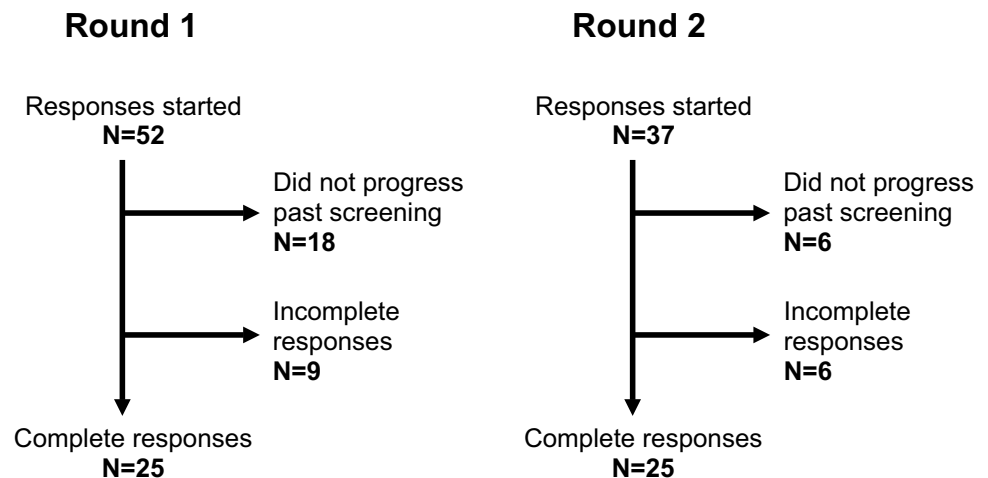 Round 1
Responses started
N=52
Did not progress
past screening
N=18
Incomplete
responses
N=9
Complete responses
N=25
Round 2
Responses started
N=37
Did not progress
past screening
N=6
Incomplete
responses
N=6
Complete responses
N=25